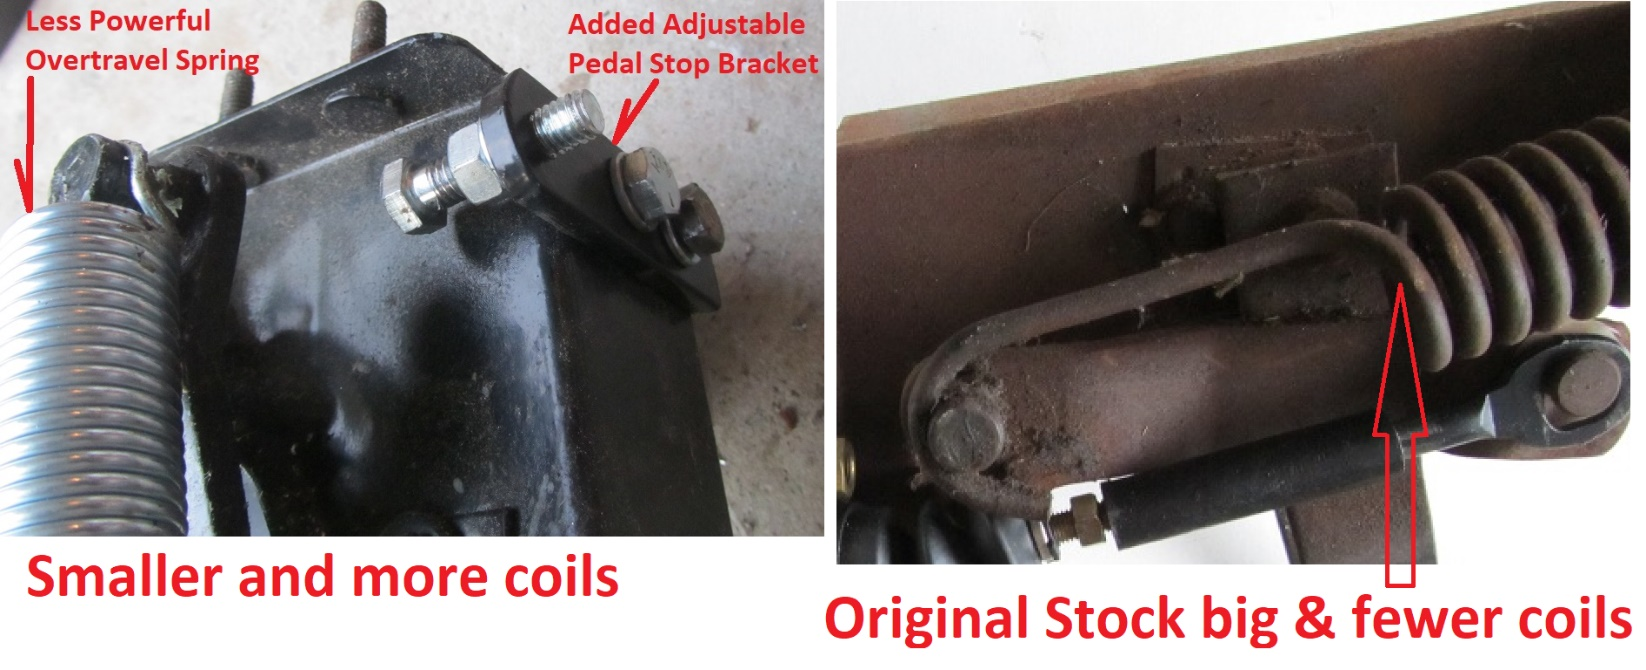 Less Powerful
Overtravel Spring
Added Adjustable
Pedal Stop Bracket
Smaller and more coils
Original Stock big & fewer coils